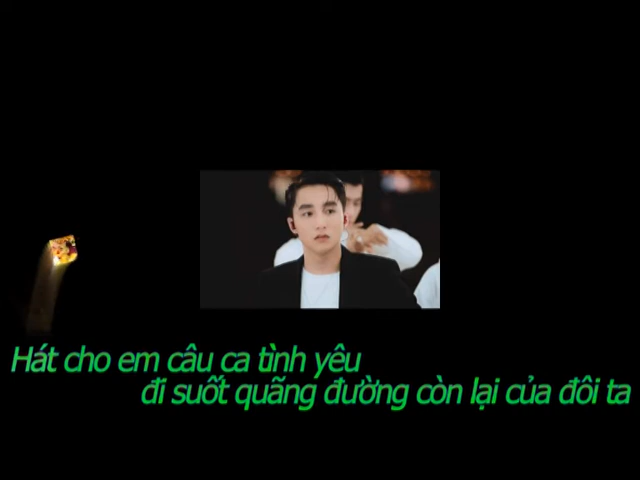 Hát cho em câu ca tình yêu
đi suốt quãng đường còn lại của đôi ta